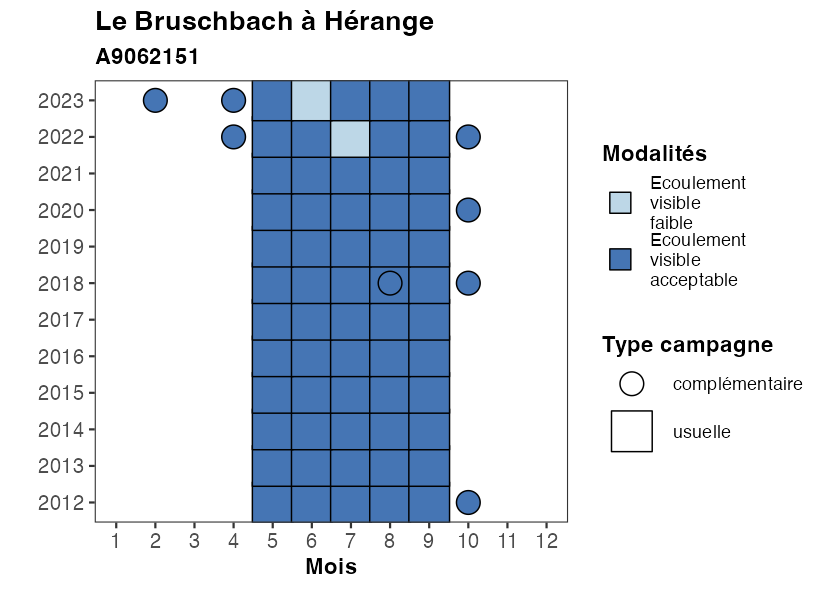 Le Bruschbach à Hérange
A9062151
2023
2022
2021
2020
2019
2018
2017
2016
2015
2014
2013
2012
1 2 3 4 5 6 7 8 9 10 11 12
Mois
Modalités
Ecoulement
visible
faible
Ecoulement
visible
acceptable
Type campagne
complémentaire
usuelle